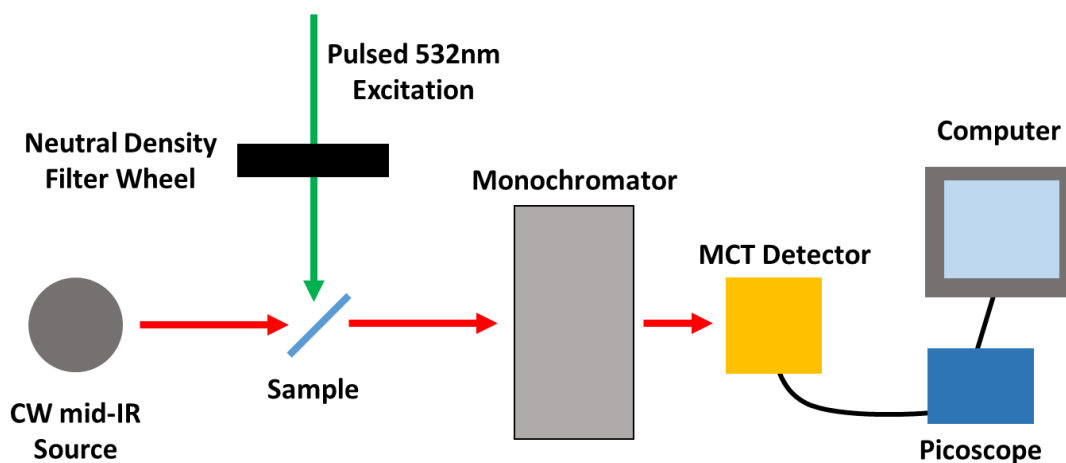 Pulsed 532nm
Excitation
Neutral Density
Filter Wheel
Computer
Monochromator
MCT Detector
Sample
CW mid-IR
Source
Picoscope